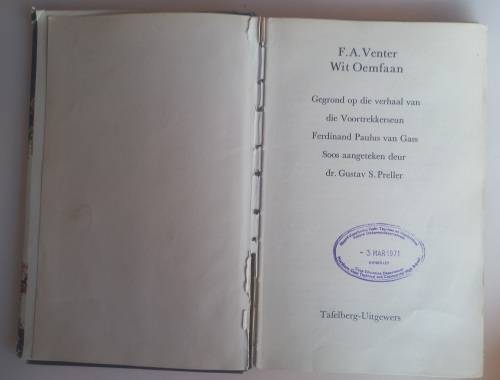 F. A. Venter
Wit Oemfaan
Gegrond op die verhaal van
die Voortrekkerseun
Ferdinand Paulus van Gass
Soos aangeteken deur
dr. Gustav S. Preller
- 3 MAR 1971
Tafelberg-Uitgewers